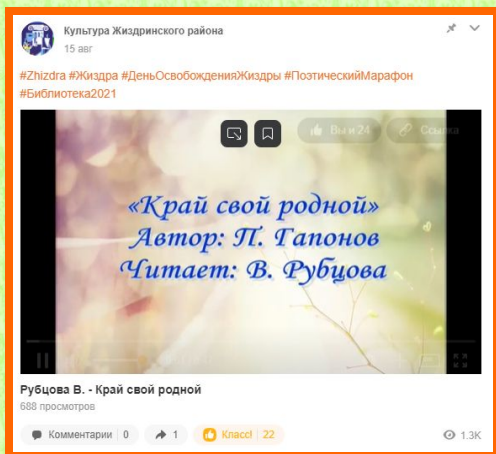 Культура Жиздринского района
15 авг
#Zhizdra #Жиздра #ДеньОсвобожденияЖиздры #ПоэтическийМарафон
#Библиотека2021
Вы и 24
Ссылка
«Край свой родной»
Автор: П. Гапонов
Читает: В. Рубцова
Рубцова В. - Край свой родной
688 просмотров
Комментарии 0
1
Класс! 22
1.3K